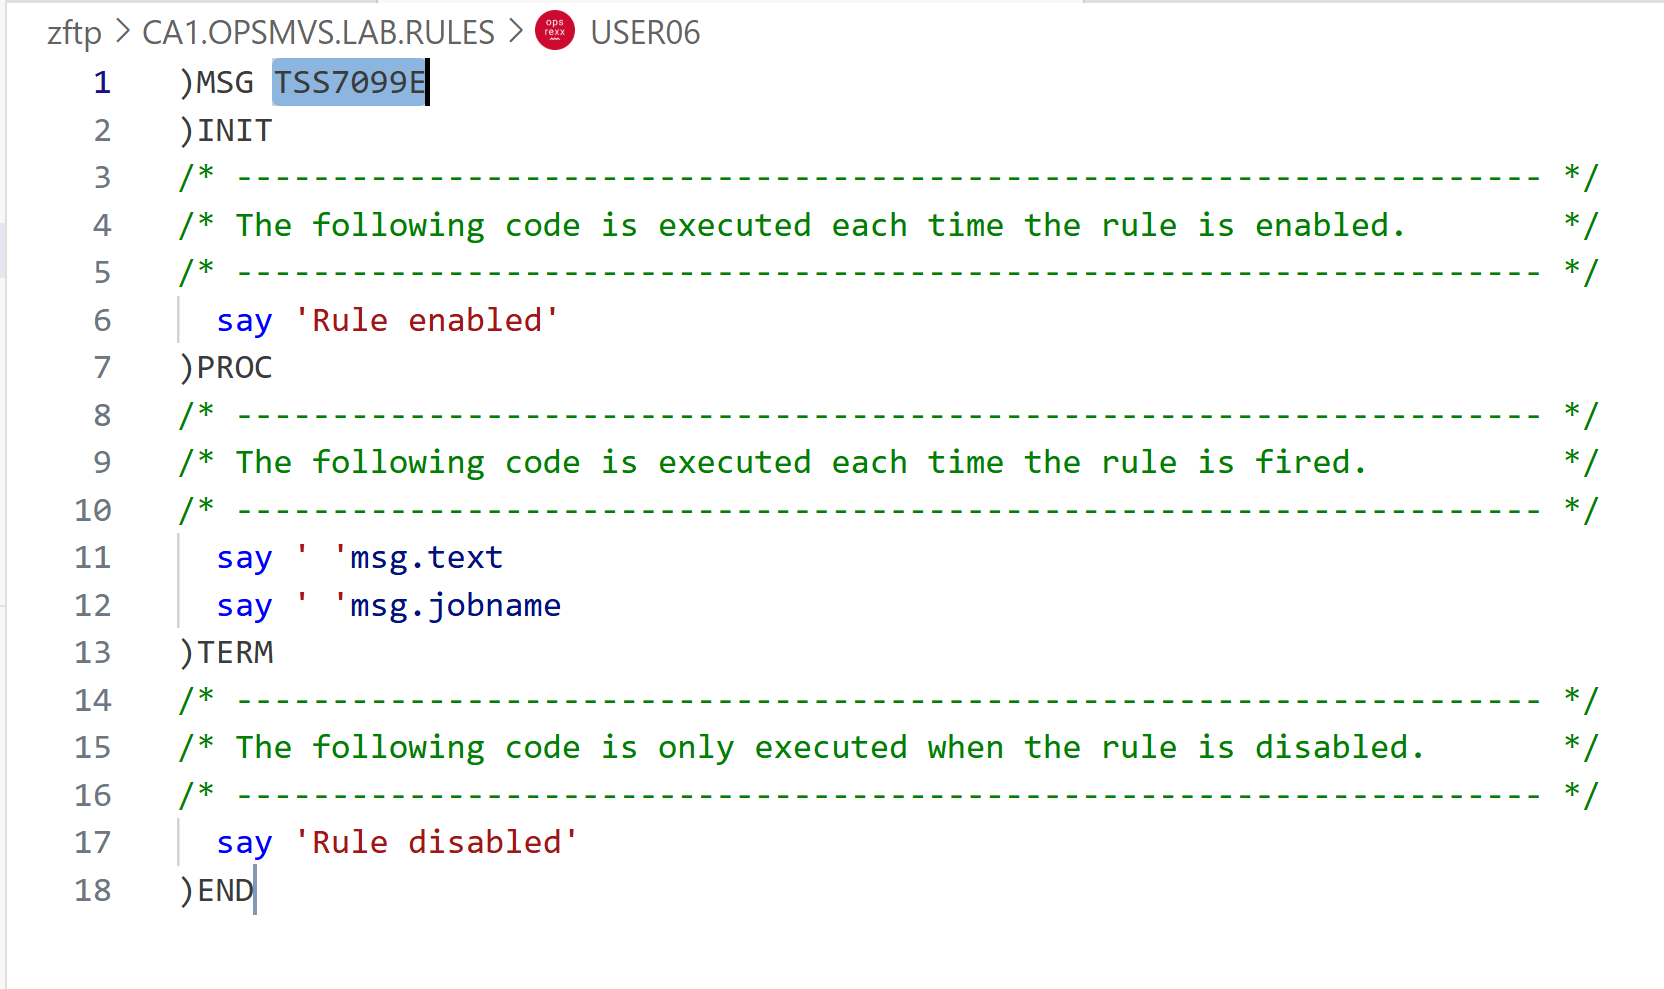 zftp > CA1.OPSMVS.LAB.RULES > ops rexx USER06
1 )MSG TSS7099E
2 )INIT
3 /* -------------------------------------------------------------------- */
4 /* The following code is executed each time the rule is enabled.        */
5 /* -------------------------------------------------------------------- */
6   say 'Rule enabled'
7 )PROC
8 /* -------------------------------------------------------------------- */
9 /* The following code is executed each time the rule is fired.          */
10 /* -------------------------------------------------------------------- */
11   say ' 'msg.text
12   say ' 'msg.jobname
13 )TERM
14 /* -------------------------------------------------------------------- */
15 /* The following code is only executed when the rule is disabled.       */
16 /* -------------------------------------------------------------------- */
17   say 'Rule disabled'
18 )END